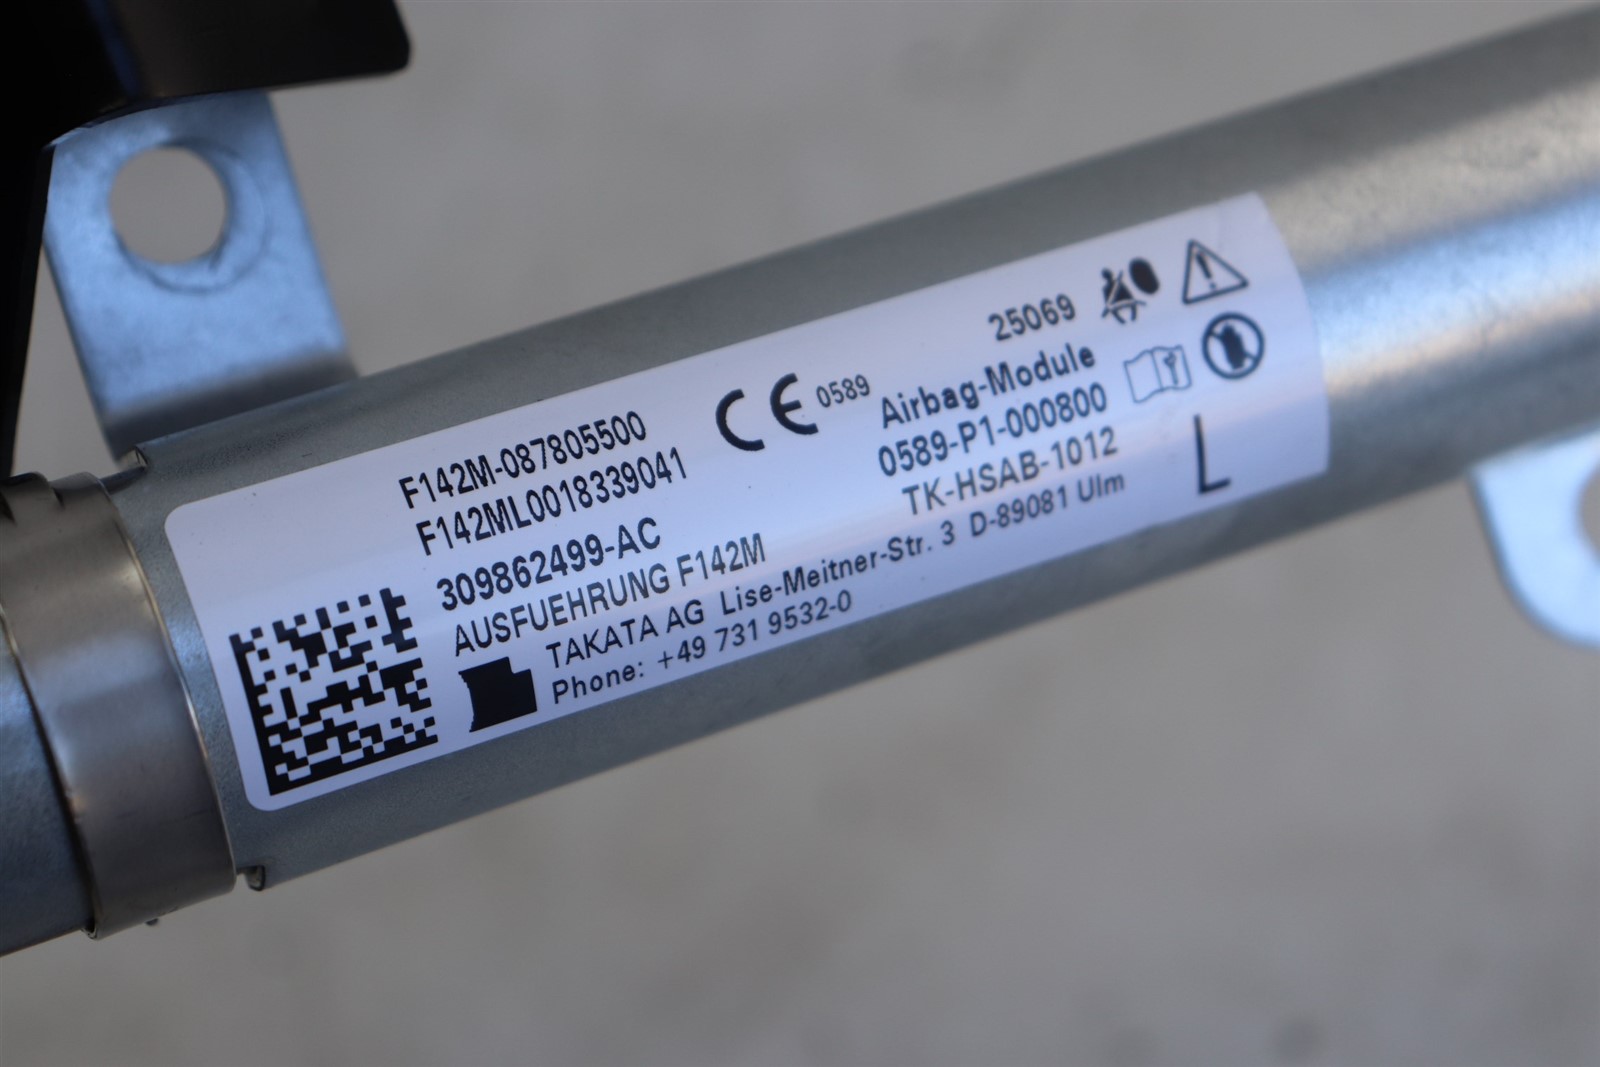 F142M-087805500
F142ML0018339041
309862499-AC
AUSFUEHRUNG F142M
TAKATA AG Lise-Meitner-Str. 3 D-89081 Ulm
Phone: +49 731 9532-0
CE 0589
25069
Airbag-Module
0589-P1-000800
TK-HSAB-1012
L